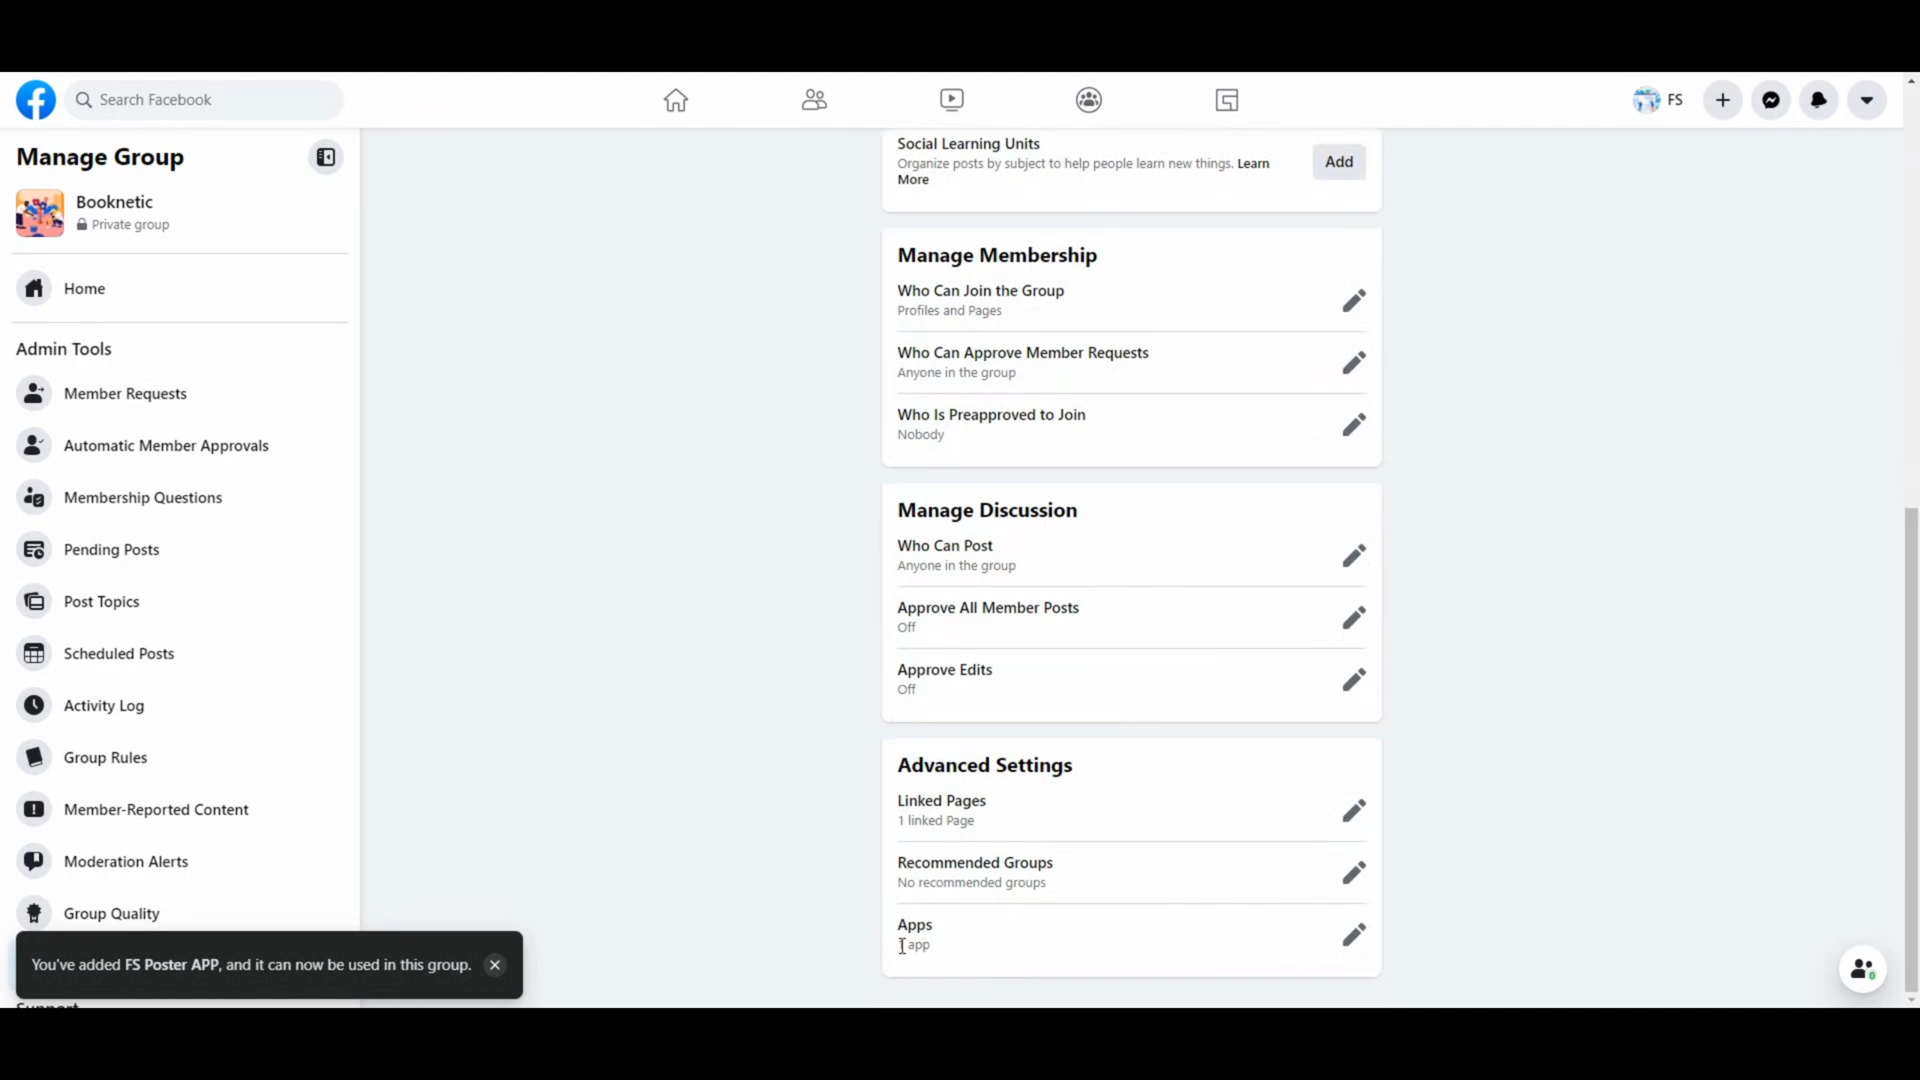 Search Facebook
FS
Manage Group
Booknetic
Private group
Home
Admin Tools
Member Requests
Automatic Member Approvals
Membership Questions
Pending Posts
Post Topics
Scheduled Posts
Activity Log
Group Rules
Member-Reported Content
Moderation Alerts
Group Quality
You've added FS Poster APP, and it can now be used in this group.
Social Learning Units
Organize posts by subject to help people learn new things. Learn
More
Add
Manage Membership
Who Can Join the Group
Profiles and Pages
Who Can Approve Member Requests
Anyone in the group
Who Is Preapproved to Join
Nobody
Manage Discussion
Who Can Post
Anyone in the group
Approve All Member Posts
Off
Approve Edits
Off
Advanced Settings
Linked Pages
1 linked Page
Recommended Groups
No recommended groups
Apps
app